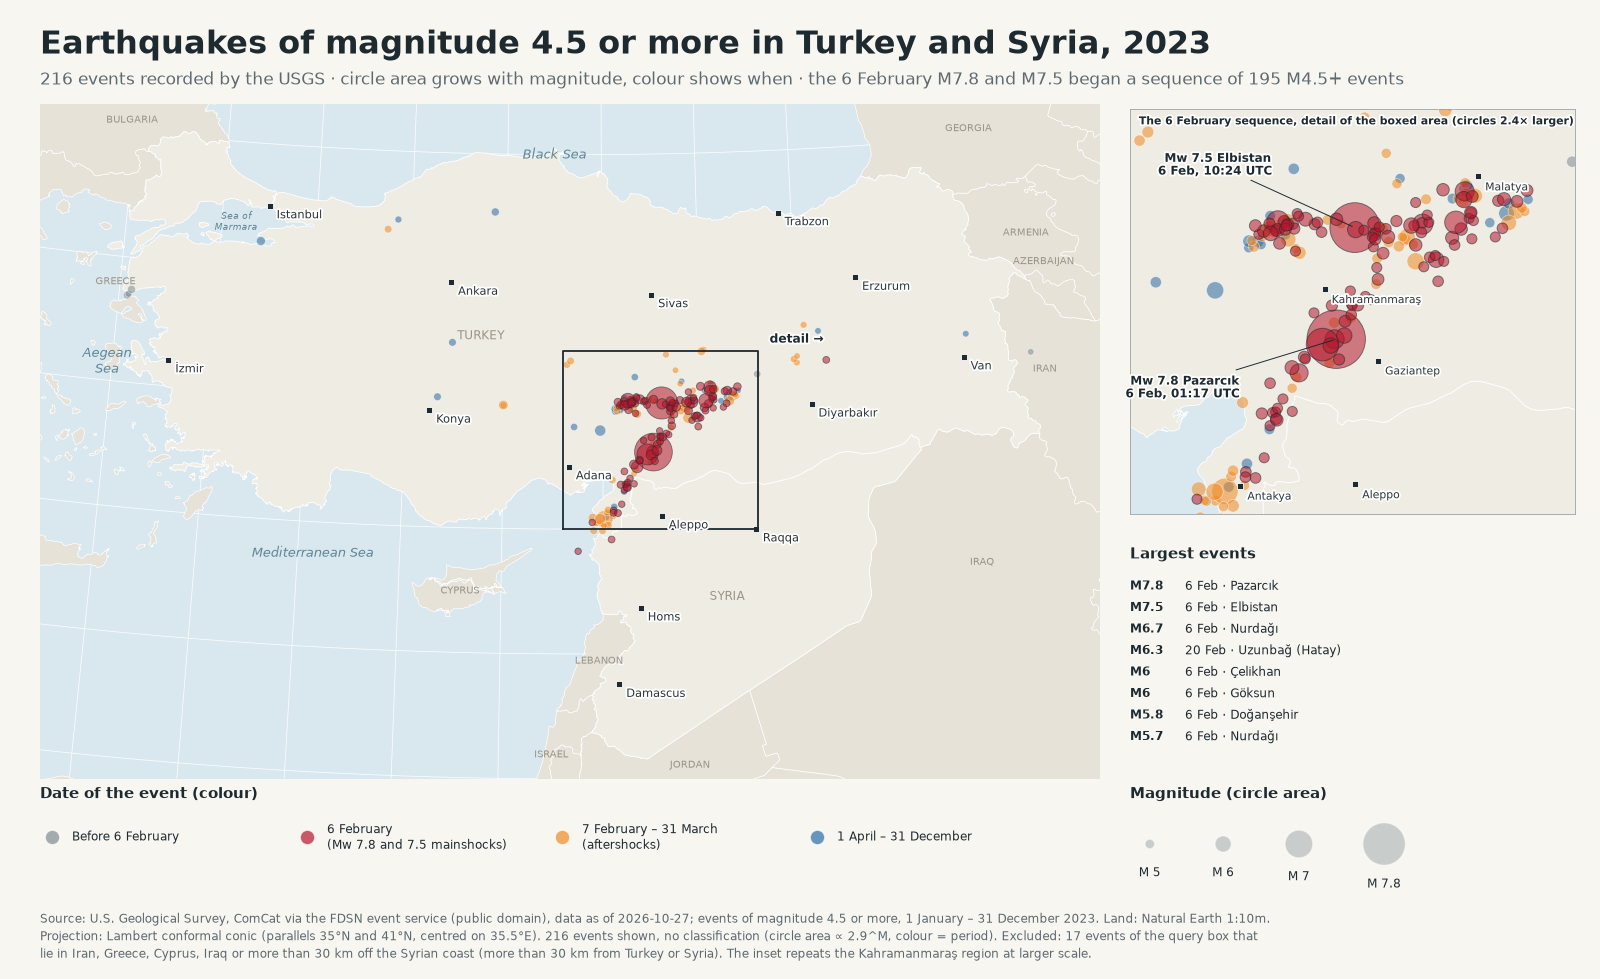 Earthquakes of magnitude 4.5 or more in Turkey and Syria, 2023
216 events recorded by the USGS · circle area grows with magnitude, colour shows when · the 6 February M7.8 and M7.5 began a sequence of 195 M4.5+ events
BULGARIA
Black Sea
GEORGIA
Sea of
Marmara
Istanbul
Trabzon
ARMENIA
AZERBAIJAN
GREECE
Ankara
Sivas
Erzurum
TURKEY
detail →
Aegean
Sea
İzmir
Van
IRAN
Konya
Diyarbakır
Adana
Aleppo
Raqqa
Mediterranean Sea
IRAQ
CYPRUS
SYRIA
Homs
LEBANON
Damascus
ISRAEL
JORDAN
The 6 February sequence, detail of the boxed area (circles 2.4× larger)
Mw 7.5 Elbistan
6 Feb, 10:24 UTC
Malatya
Kahramanmaraş
Gaziantep
Mw 7.8 Pazarcık
6 Feb, 01:17 UTC
Antakya
Aleppo
Largest events
M7.8 6 Feb · Pazarcık
M7.5 6 Feb · Elbistan
M6.7 6 Feb · Nurdağı
M6.3 20 Feb · Uzunbağ (Hatay)
M6 6 Feb · Çelikhan
M6 6 Feb · Göksun
M5.8 6 Feb · Doğanşehir
M5.7 6 Feb · Nurdağı
Date of the event (colour)
Before 6 February
6 February
(Mw 7.8 and 7.5 mainshocks)
7 February – 31 March
(aftershocks)
1 April – 31 December
Magnitude (circle area)
M 5
M 6
M 7
M 7.8
Source: U.S. Geological Survey, ComCat via the FDSN event service (public domain), data as of 2026-10-27; events of magnitude 4.5 or more, 1 January – 31 December 2023. Land: Natural Earth 1:10m.
Projection: Lambert conformal conic (parallels 35°N and 41°N, centred on 35.5°E). 216 events shown, no classification (circle area ∝ 2.9^M, colour = period). Excluded: 17 events of the query box that
lie in Iran, Greece, Cyprus, Iraq or more than 30 km off the Syrian coast (more than 30 km from Turkey or Syria). The inset repeats the Kahramanmaraş region at larger scale.